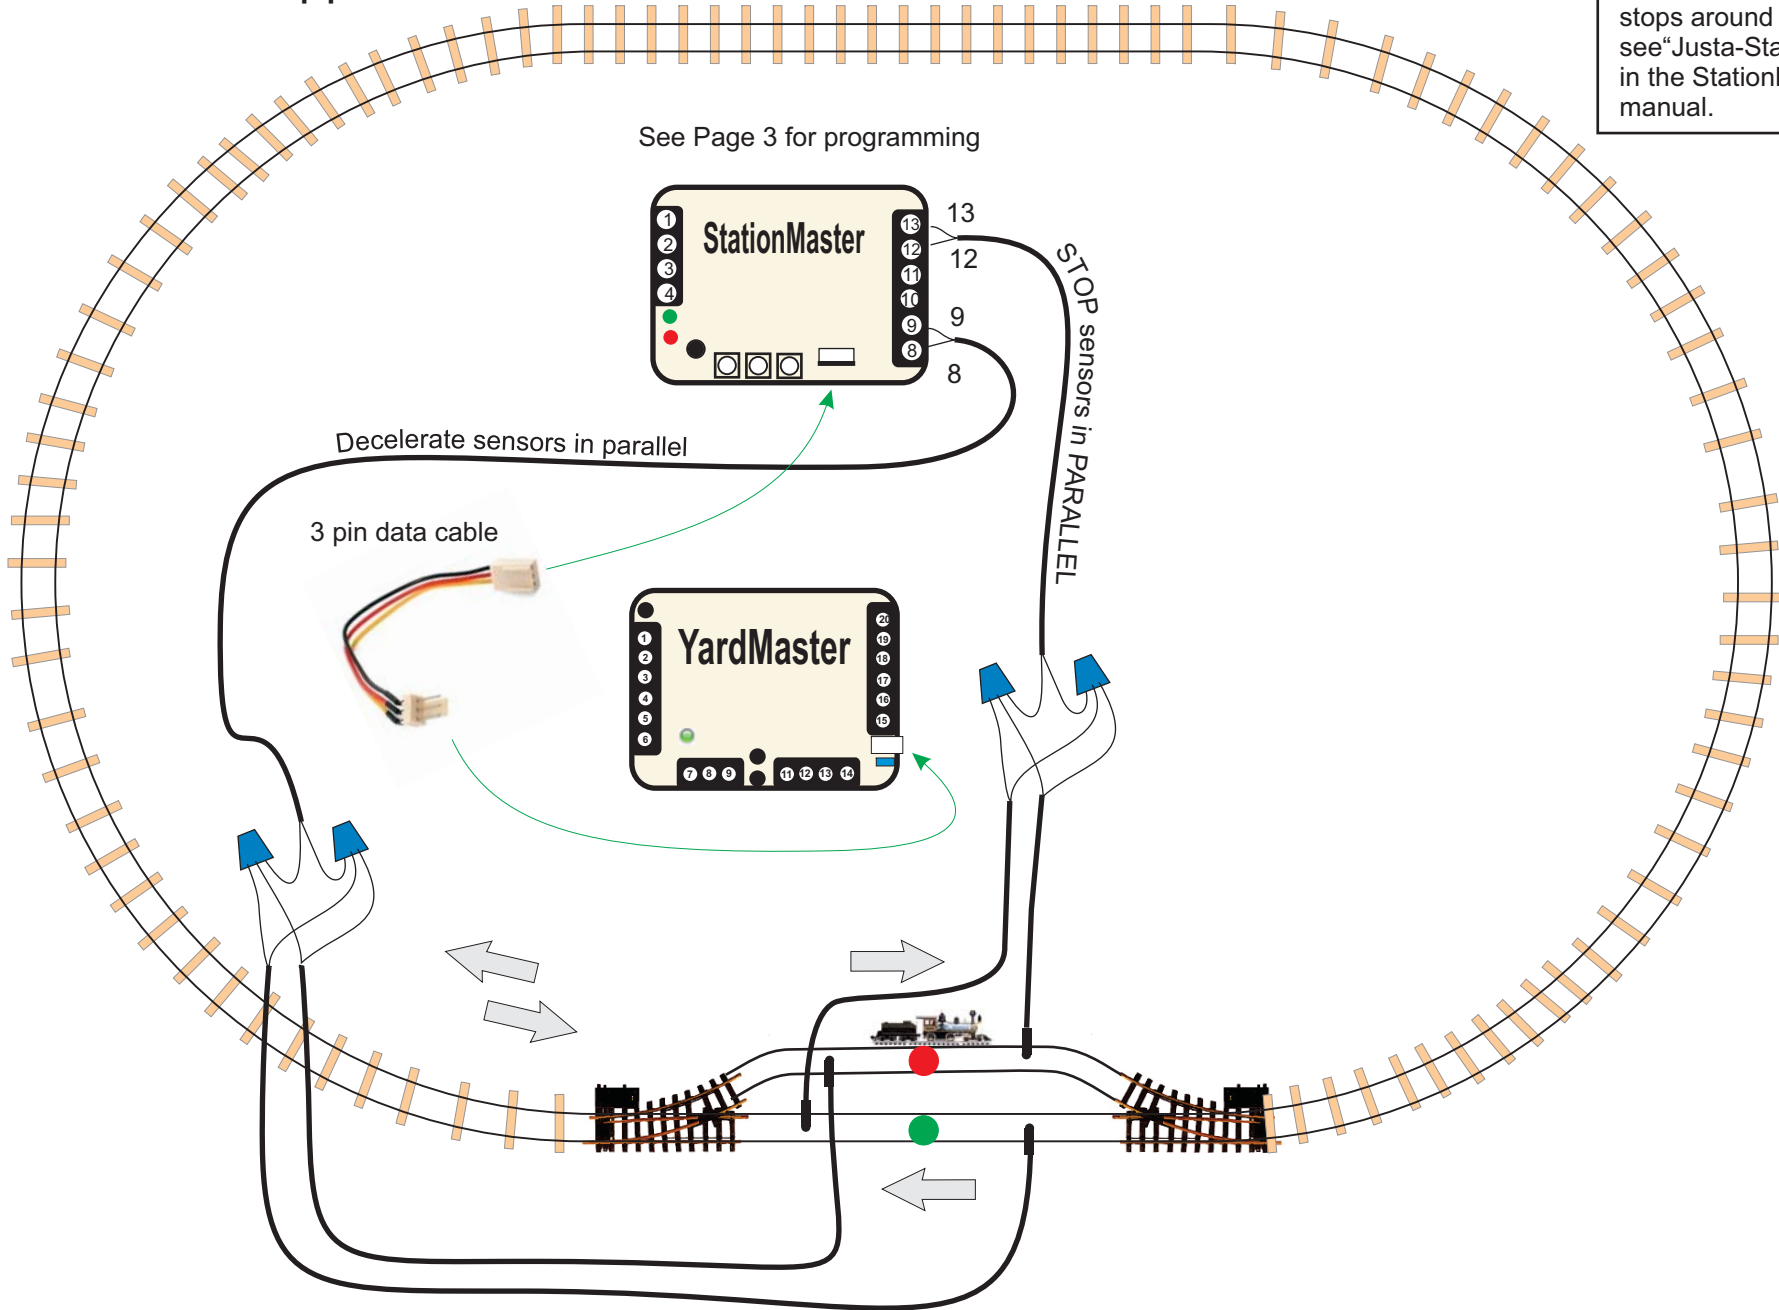 stops around
see“Justa-Sta
in the Station
manual.
See Page 3 for programming
StationMaster
1
2
3
4
13
12
11
10
9
8
13
12
9
8
STOP sensors in PARALLEL
Decelerate sensors in parallel
3 pin data cable
YardMaster
1
2
3
4
5
6
20
19
18
17
16
15
7 8 9
11 12 13 14